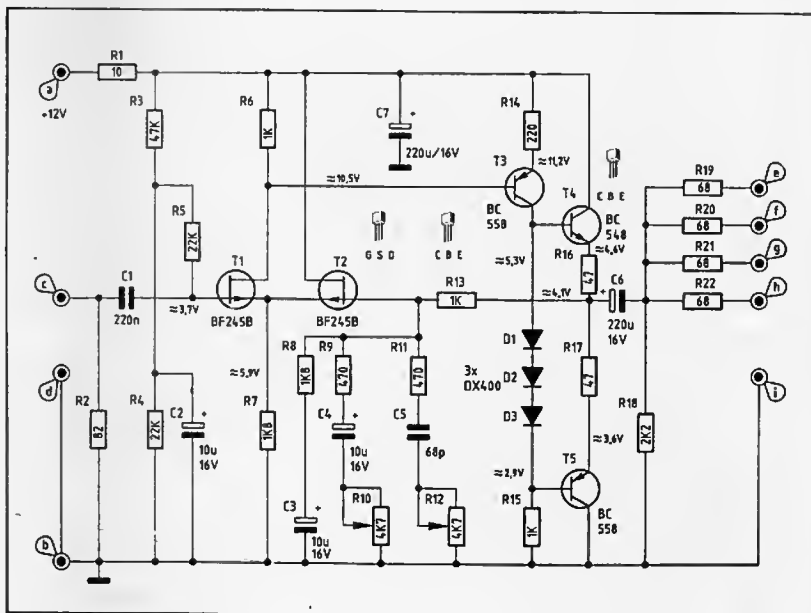 a
+12V
R1
10
R3
47K
R6
1K
C7
+
220u/16V
R14
220
≈11,2V
≈10,5V
T3
BC
558
T4
C B E
BC
548
R5
22K
G S D
C B E
R19
68
e
R20
68
f
R21
68
g
R22
68
h
c
C1
220n
≈3,7V
T1
BF245B
T2
BF245B
R13
1K
≈5,3V
R16
≈4,6V
47
≈4,1V
C6
+
220u
16V
d
R2
82
R4
22K
C2
+
10u
16V
≈5,9V
R7
1K8
R8
1K8
R9
470
R11
470
C4
+
10u
16V
C5
68p
C3
+
10u
16V
R10
4K7
R12
4K7
D1
D2
D3
3x
DX400
R17
47
≈3,6V
≈2,9V
R15
1K
T5
BC
558
R18
2K2
i
b